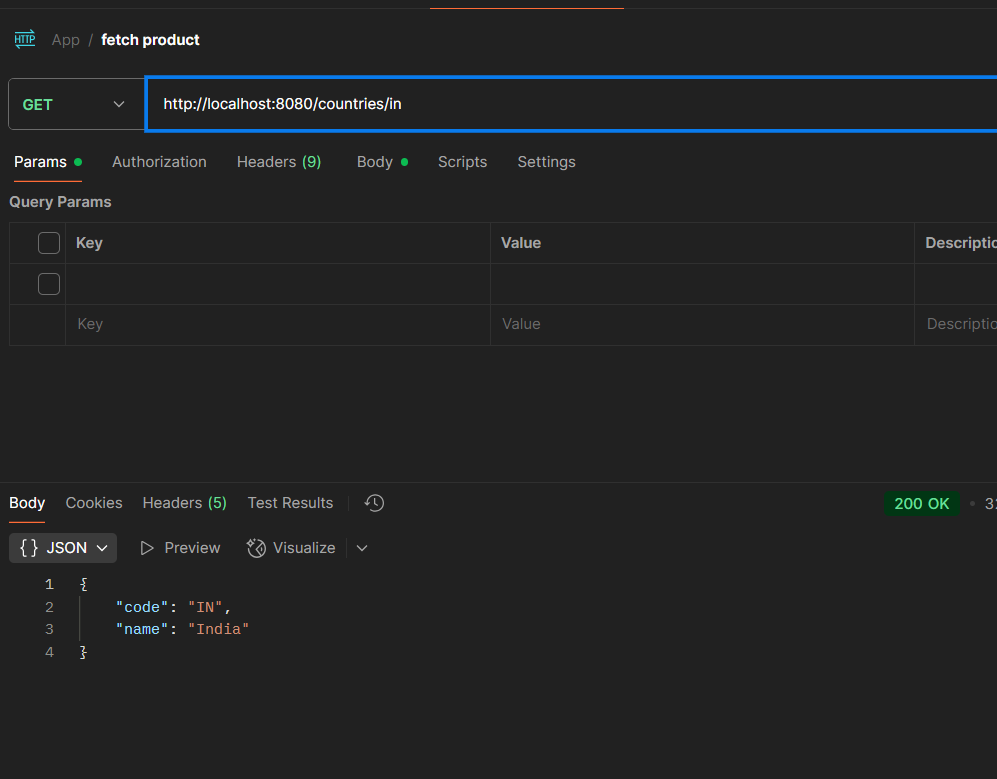 HTTP App / fetch product
GET http://localhost:8080/countries/in
Params Authorization Headers (9) Body Scripts Settings
Query Params
Key Value Descriptio
Key Value Descriptio
Body Cookies Headers (5) Test Results 200 OK • 32
{} JSON Preview Visualize
1 {
2 "code": "IN",
3 "name": "India"
4 }